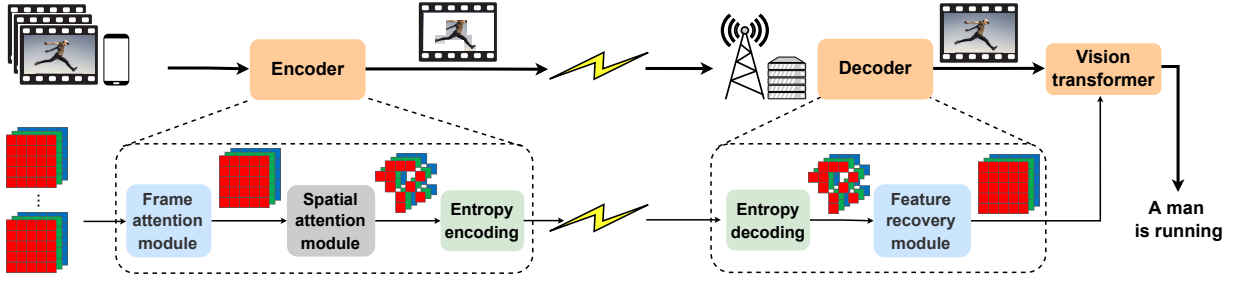 Encoder
Decoder
Vision
transformer
Frame
attention
module
Spatial
attention
module
Entropy
encoding
Entropy
decoding
Feature
recovery
module
A man
is running